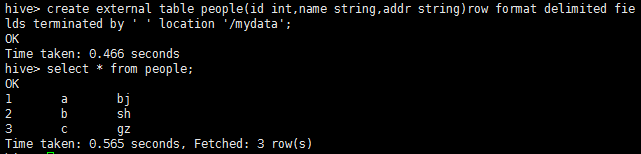 hive> create external table people(id int,name string,addr string)row format delimited fie
lds terminated by ' ' location '/mydata';
OK
Time taken: 0.466 seconds
hive> select * from people;
OK
1       a       bj
2       b       sh
3       c       gz
Time taken: 0.565 seconds, Fetched: 3 row(s)